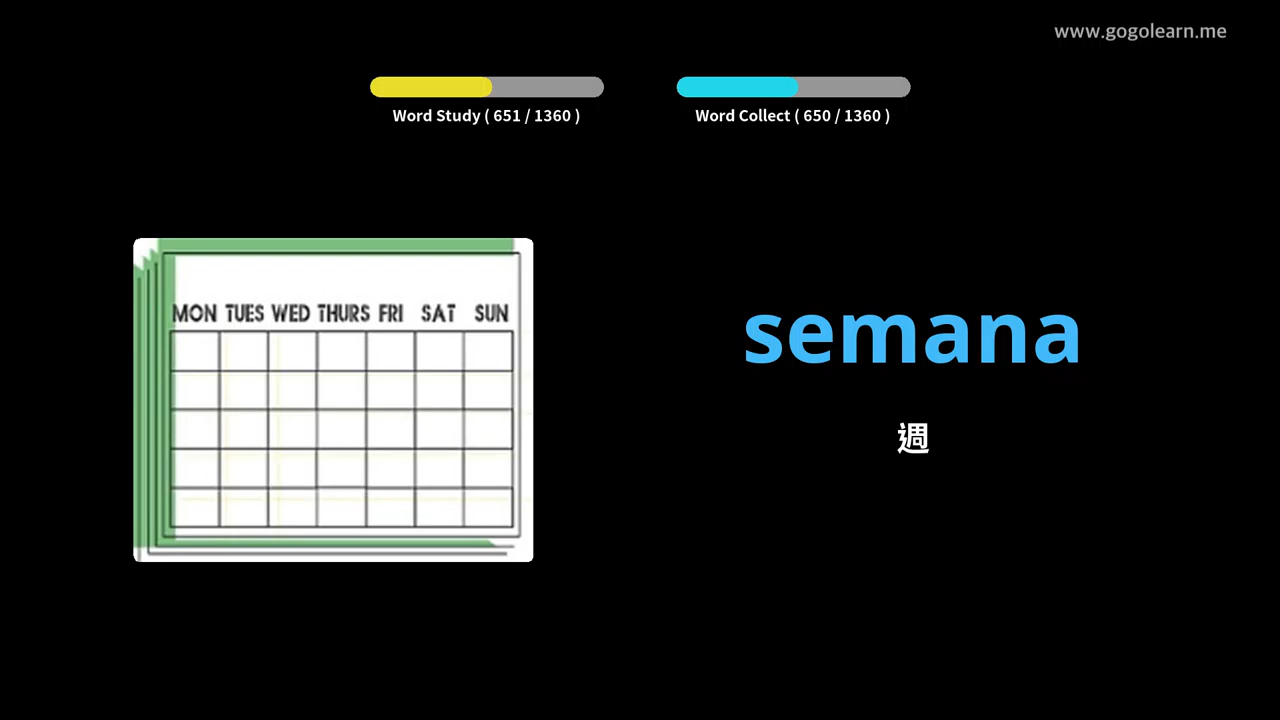 www.gogolearn.me
Word Study ( 651 / 1360 )
Word Collect ( 650 / 1360 )
MON TUES WED THURS FRI SAT SUN
semana
週